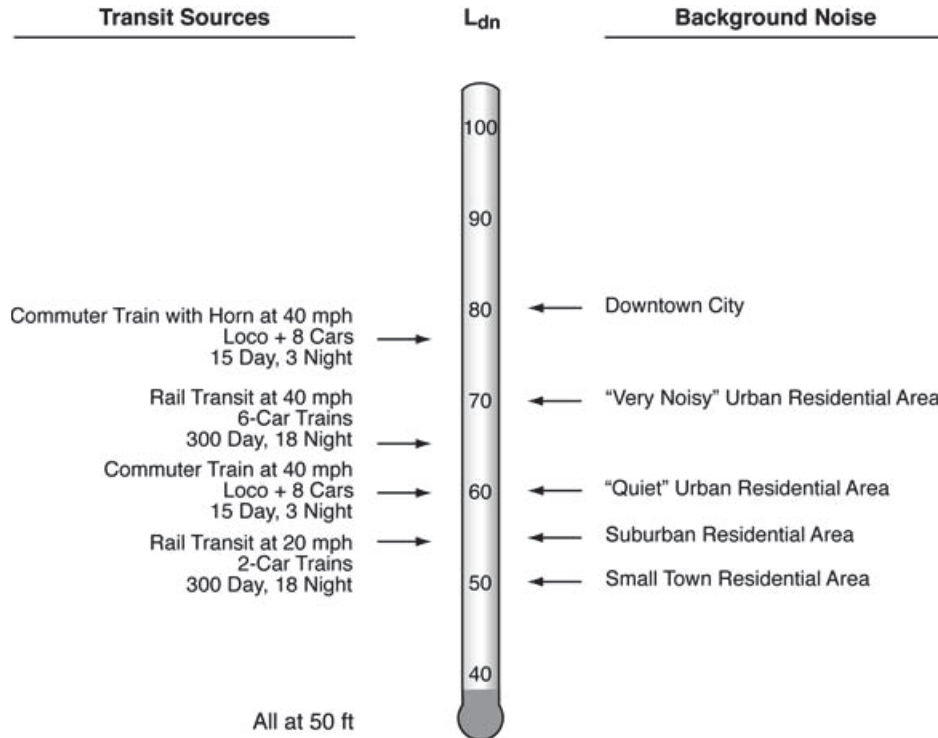 Transit Sources
Ldn
Background Noise
100
90
80
70
60
50
40
Commuter Train with Horn at 40 mph
Loco + 8 Cars
15 Day, 3 Night
Rail Transit at 40 mph
6-Car Trains
300 Day, 18 Night
Commuter Train at 40 mph
Loco + 8 Cars
15 Day, 3 Night
Rail Transit at 20 mph
2-Car Trains
300 Day, 18 Night
All at 50 ft
Downtown City
“Very Noisy” Urban Residential Area
“Quiet” Urban Residential Area
Suburban Residential Area
Small Town Residential Area